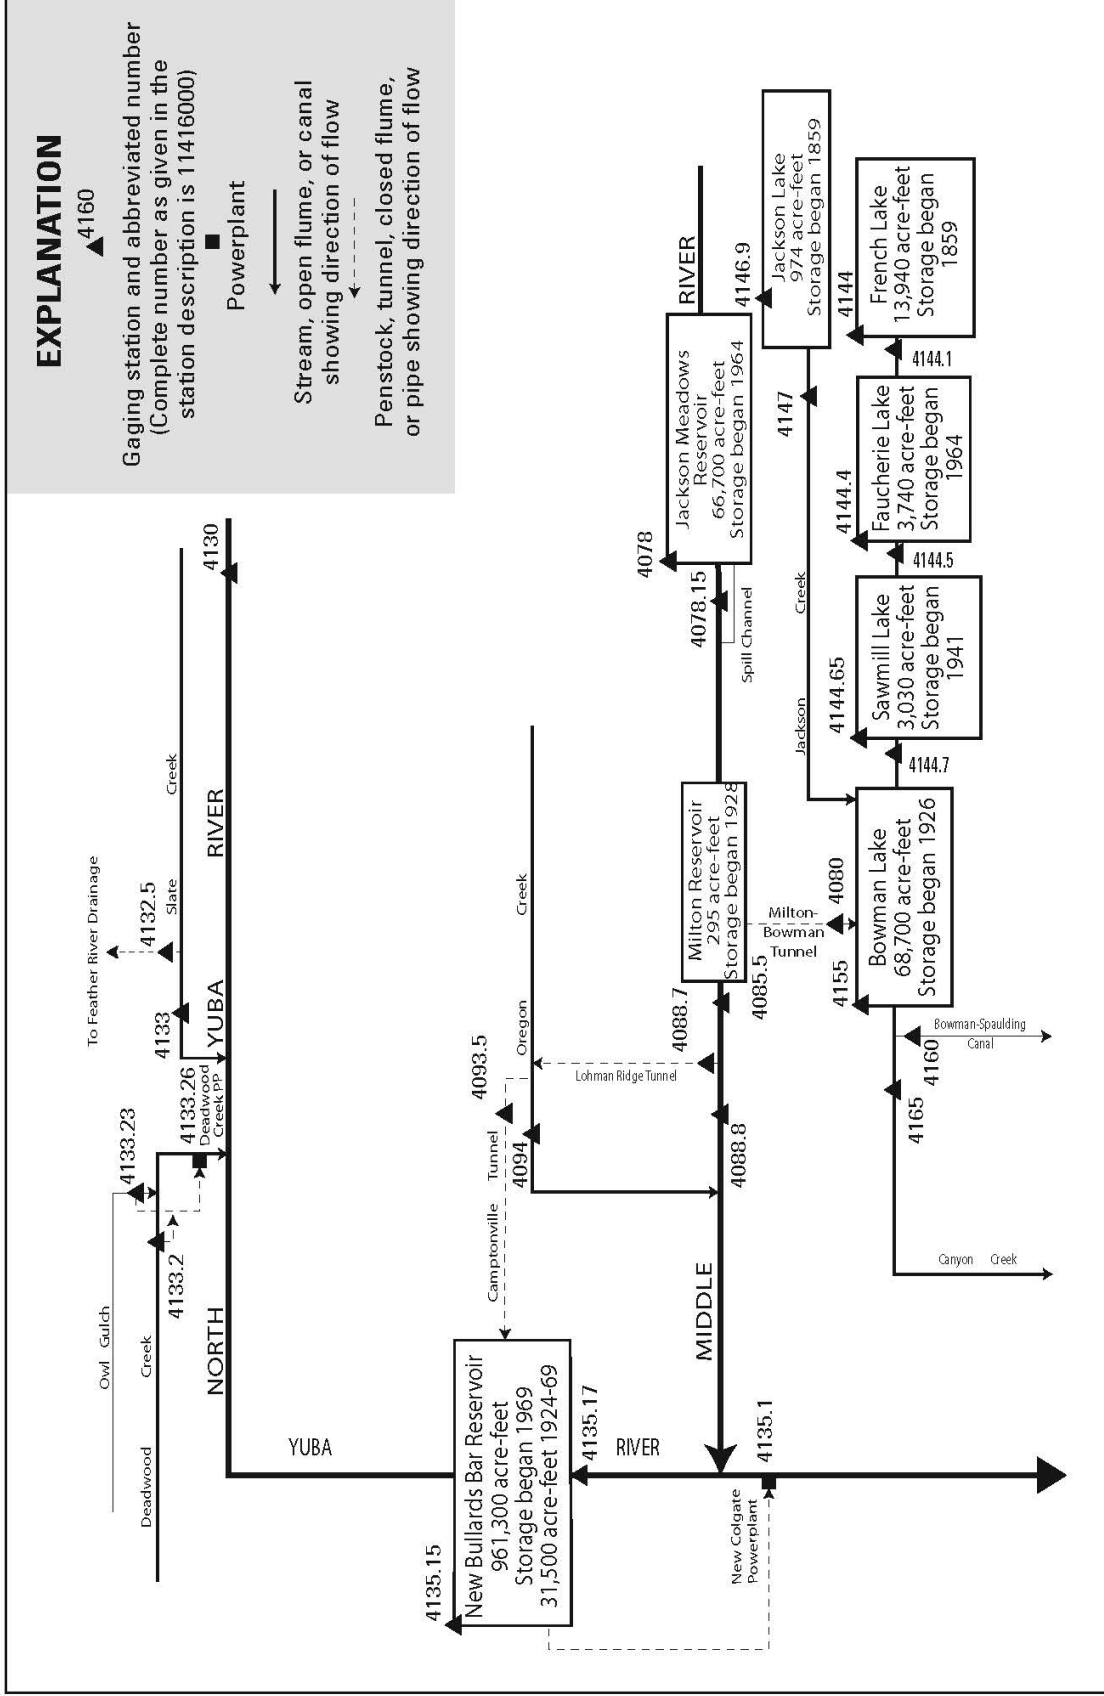 EXPLANATION
4160
Gaging station and abbreviated number
(Complete number as given in the
station description is 11416000)
Powerplant
Stream, open flume, or canal
showing direction of flow
Penstock, tunnel, closed flume,
or pipe showing direction of flow
To Feather River Drainage
Owl Gulch
4133.23
4132.5
Deadwood Creek
4133.2
4133.26
Deadwood
Creek PP
4133
Slate Creek
NORTH YUBA RIVER
4130
YUBA
4135.15
New Bullards Bar Reservoir
961,300 acre-feet
Storage began 1969
31,500 acre-feet 1924-69
4135.17
RIVER
Camptonville Tunnel
4093.5
4094
Oregon Creek
Lohman Ridge Tunnel
4088.7
4088.8
4085.5
MIDDLE
Milton Reservoir
295 acre-feet
Storage began 1928
4078
4078.15
Spill Channel
Jackson Meadows
Reservoir
66,700 acre-feet
Storage began 1964
RIVER
New Colgate
Powerplant
4135.1
Milton-
Bowman
Tunnel
4080
4146.9
Jackson Lake
974 acre-feet
Storage began 1859
4147
Jackson Creek
4155
Bowman Lake
68,700 acre-feet
Storage began 1926
4144.7
4144.65
Sawmill Lake
3,030 acre-feet
Storage began
1941
4144.5
4144.4
Faucherie Lake
3,740 acre-feet
Storage began
1964
4144.1
4144
French Lake
13,940 acre-feet
Storage began
1859
4165
4160
Bowman-Spaulding
Canal
Canyon Creek